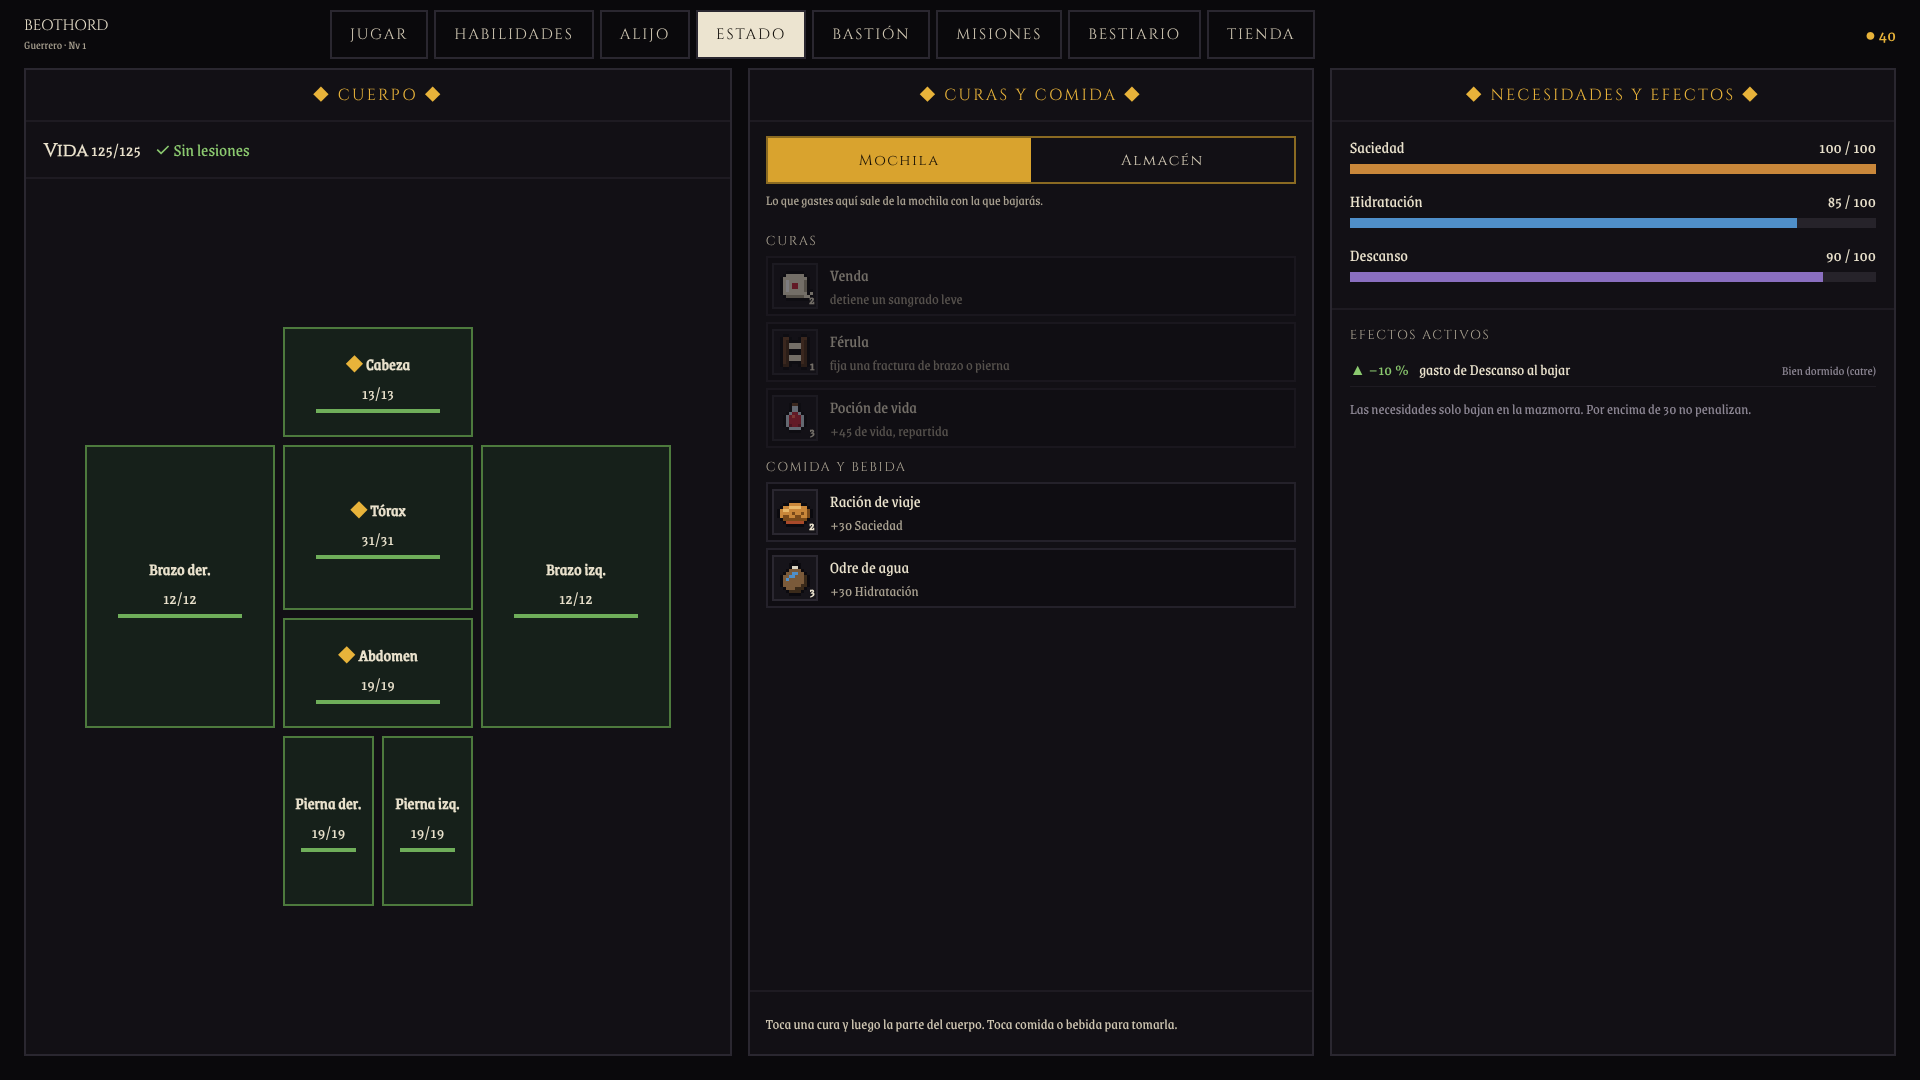 BEOTHORD
Guerrero · Nv 1
JUGAR
HABILIDADES
ALIJO
ESTADO
BASTIÓN
MISIONES
BESTIARIO
TIENDA
40
CUERPO
VIDA 125/125 ✓ Sin lesiones
Cabeza
13/13
Tórax
31/31
Brazo der.
12/12
Brazo izq.
12/12
Abdomen
19/19
Pierna der.
19/19
Pierna izq.
19/19
CURAS Y COMIDA
MOCHILA
ALMACÉN
Lo que gastes aquí sale de la mochila con la que bajarás.
CURAS
2
Venda
detiene un sangrado leve
1
Férula
fija una fractura de brazo o pierna
3
Poción de vida
+45 de vida, repartida
COMIDA Y BEBIDA
2
Ración de viaje
+30 Saciedad
3
Odre de agua
+30 Hidratación
Toca una cura y luego la parte del cuerpo. Toca comida o bebida para tomarla.
NECESIDADES Y EFECTOS
Saciedad 100 / 100
Hidratación 85 / 100
Descanso 90 / 100
EFECTOS ACTIVOS
▲ −10 % gasto de Descanso al bajar Bien dormido (catre)
Las necesidades solo bajan en la mazmorra. Por encima de 30 no penalizan.